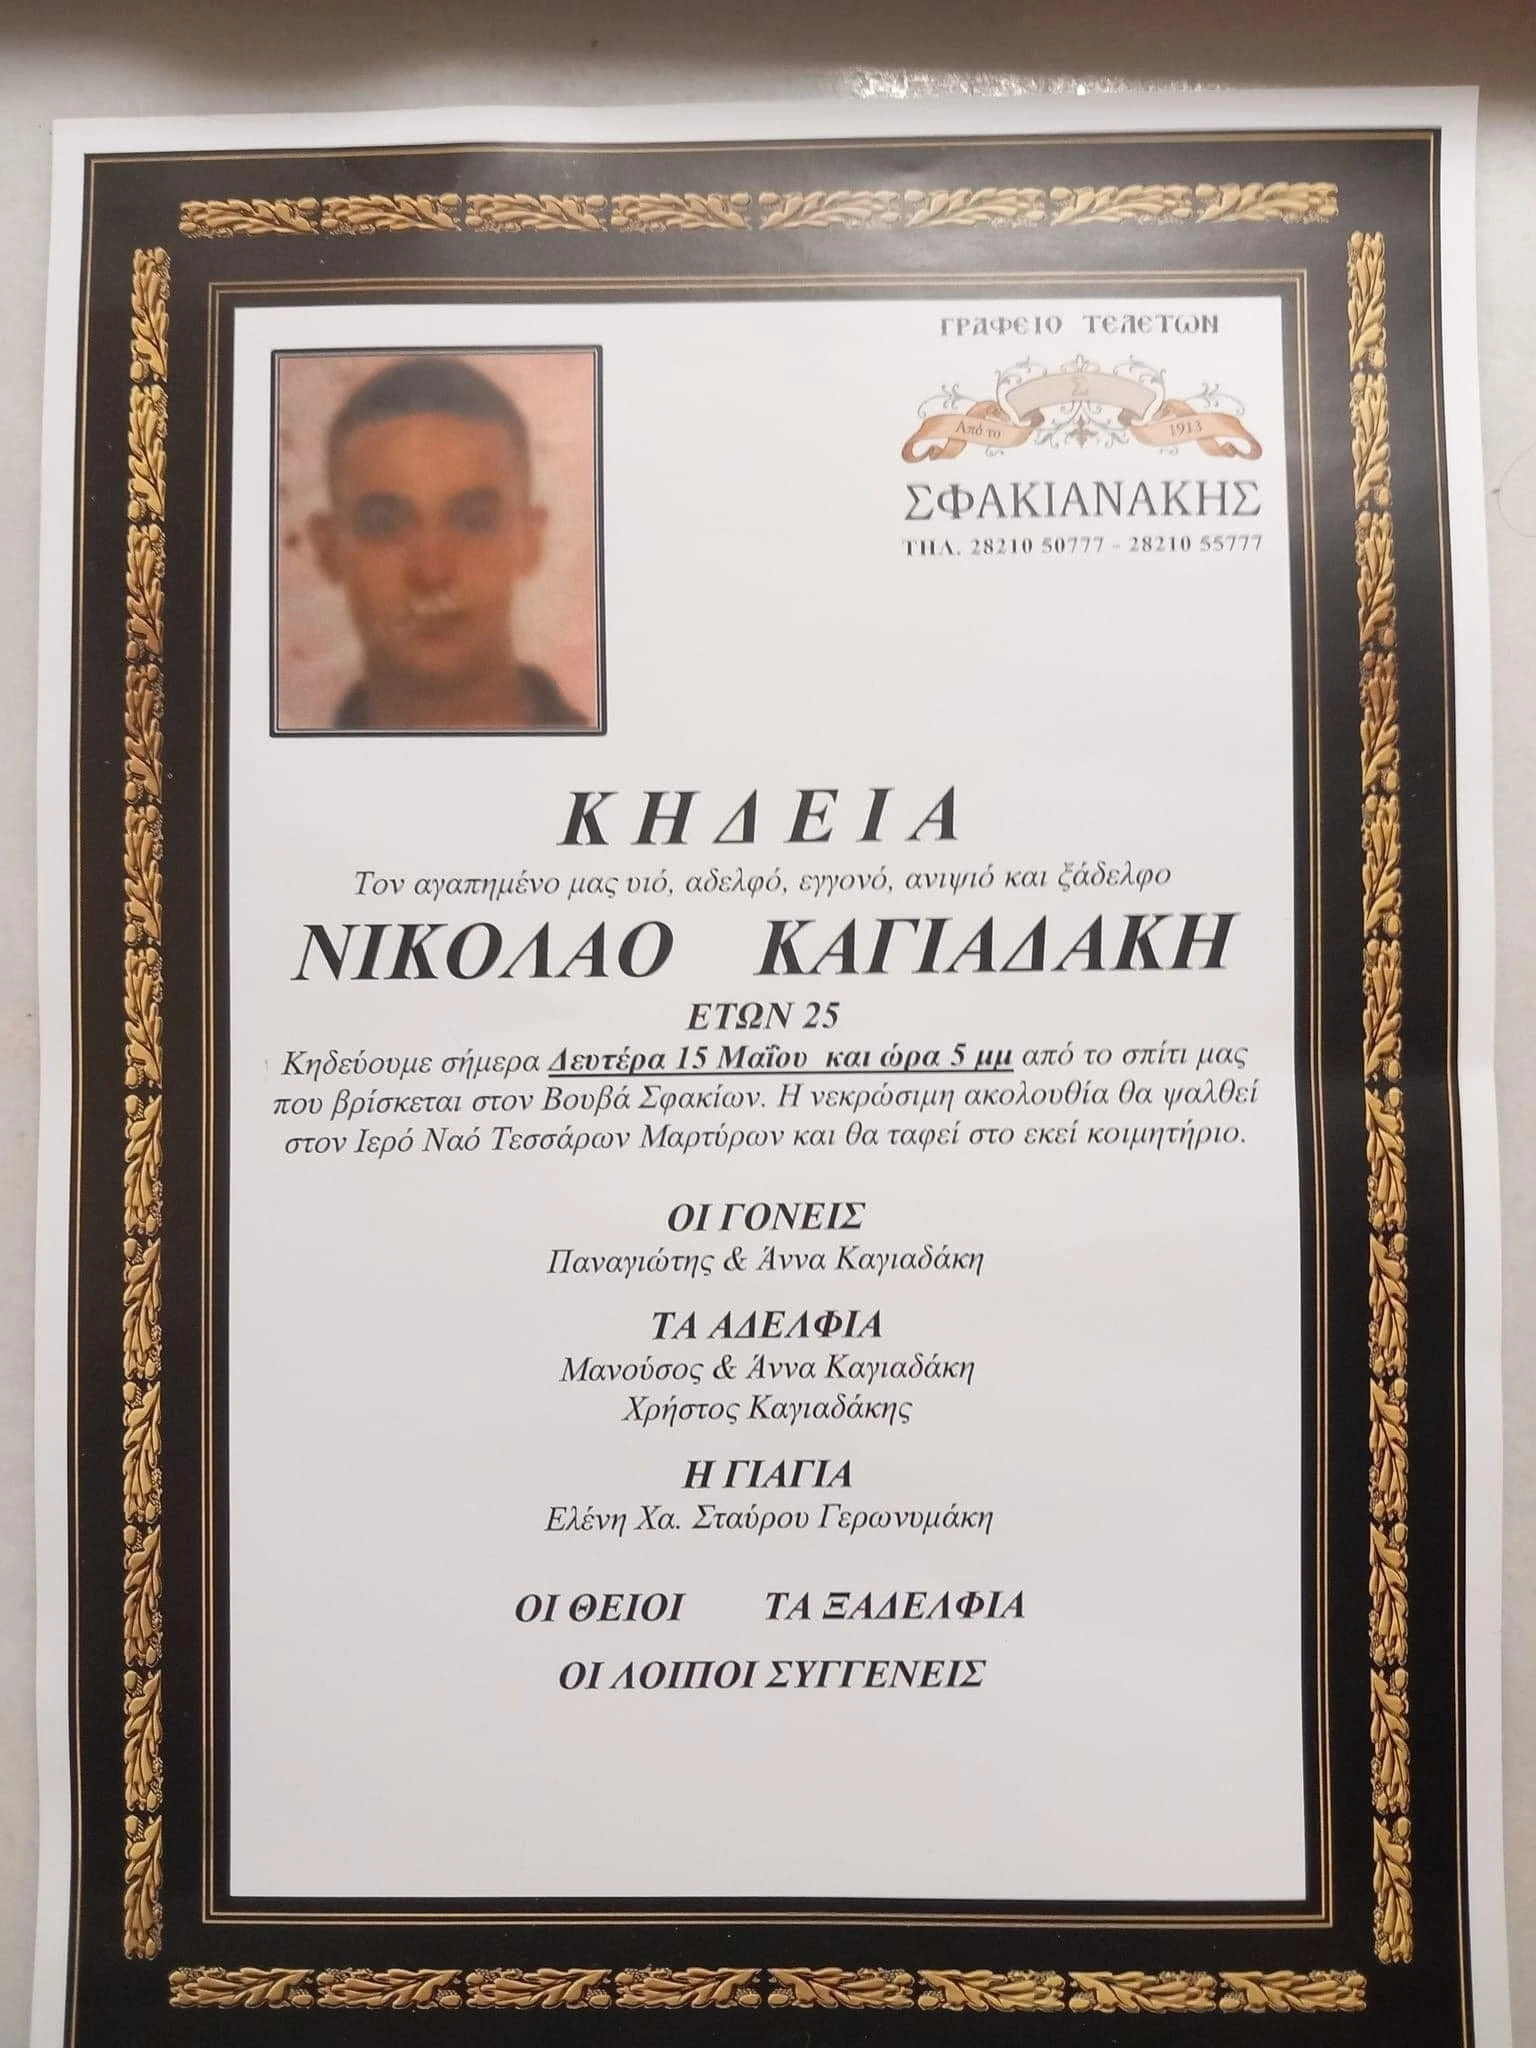 ΓΡΑΦΕΙΟ ΤΕΛΕΤΩΝ
Σ
Από το 1913
ΣΦΑΚΙΑΝΑΚΗΣ
ΤΗΛ. 28210 50777 - 28210 55777
ΚΗΔΕΙΑ
Τον αγαπημένο μας υιό, αδελφό, εγγονό, ανιψιό και ξάδελφο
ΝΙΚΟΛΑΟ ΚΑΓΙΑΔΑΚΗ
ΕΤΩΝ 25
Κηδεύουμε σήμερα Δευτέρα 15 Μαΐου και ώρα 5 μμ από το σπίτι μας
που βρίσκεται στον Βουβά Σφακίων. Η νεκρώσιμη ακολουθία θα ψαλθεί
στον Ιερό Ναό Τεσσάρων Μαρτύρων και θα ταφεί στο εκεί κοιμητήριο.
ΟΙ ΓΟΝΕΙΣ
Παναγιώτης & Άννα Καγιαδάκη
ΤΑ ΑΔΕΛΦΙΑ
Μανούσος & Άννα Καγιαδάκη
Χρήστος Καγιαδάκης
Η ΓΙΑΓΙΑ
Ελένη Χα. Σταύρου Γερωνυμάκη
ΟΙ ΘΕΙΟΙ ΤΑ ΞΑΔΕΛΦΙΑ
ΟΙ ΛΟΙΠΟΙ ΣΥΓΓΕΝΕΙΣ